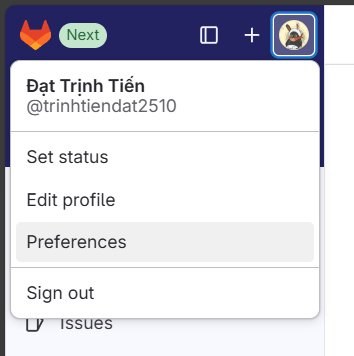 Next
Đạt Trịnh Tiến
@trinhtiendat2510
Set status
Edit profile
Preferences
Sign out
Issues